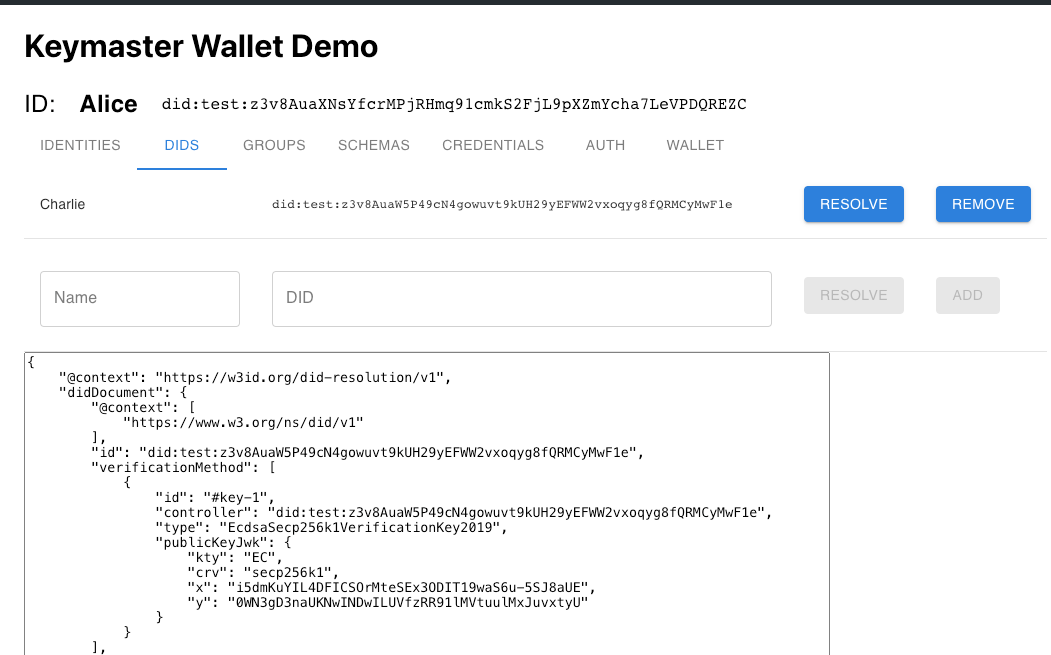 Keymaster Wallet Demo
ID: Alice did:test:z3v8AuaXNsYfcrMPjRHmq91cmkS2FjL9pXZmYcha7LeVPDQREZC
IDENTITIES DIDS GROUPS SCHEMAS CREDENTIALS AUTH WALLET
Charlie did:test:z3v8AuaW5P49cN4gowuvt9kUH29yEFWW2vxoqyg8fQRMCyMwF1e RESOLVE REMOVE
Name DID RESOLVE ADD
{
    "@context": "https://w3id.org/did-resolution/v1",
    "didDocument": {
        "@context": [
            "https://www.w3.org/ns/did/v1"
        ],
        "id": "did:test:z3v8AuaW5P49cN4gowuvt9kUH29yEFWW2vxoqyg8fQRMCyMwF1e",
        "verificationMethod": [
            {
                "id": "#key-1",
                "controller": "did:test:z3v8AuaW5P49cN4gowuvt9kUH29yEFWW2vxoqyg8fQRMCyMwF1e",
                "type": "EcdsaSecp256k1VerificationKey2019",
                "publicKeyJwk": {
                    "kty": "EC",
                    "crv": "secp256k1",
                    "x": "i5dmKuYIL4DFICSOrMteSEx3ODIT19waS6u-5SJ8aUE",
                    "y": "0WN3gD3naUKNwINDwILUVfzRR91lMVtuulMxJuvxtyU"
                }
            }
        ],